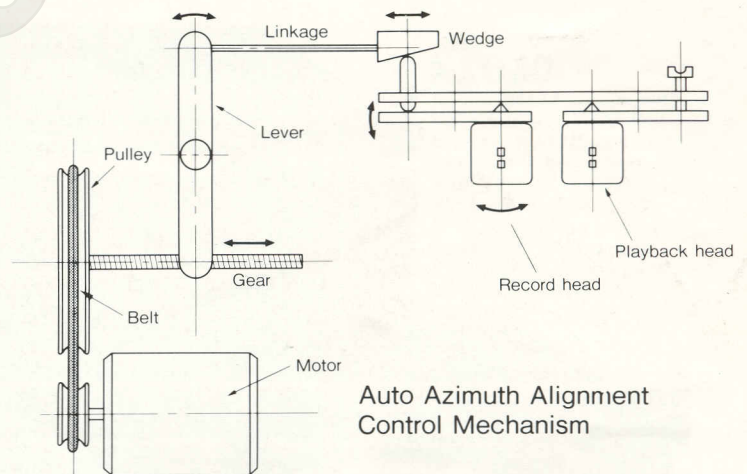 Linkage
Wedge
Lever
Pulley
Playback head
Gear
Record head
Belt
Motor
Auto Azimuth Alignment
Control Mechanism